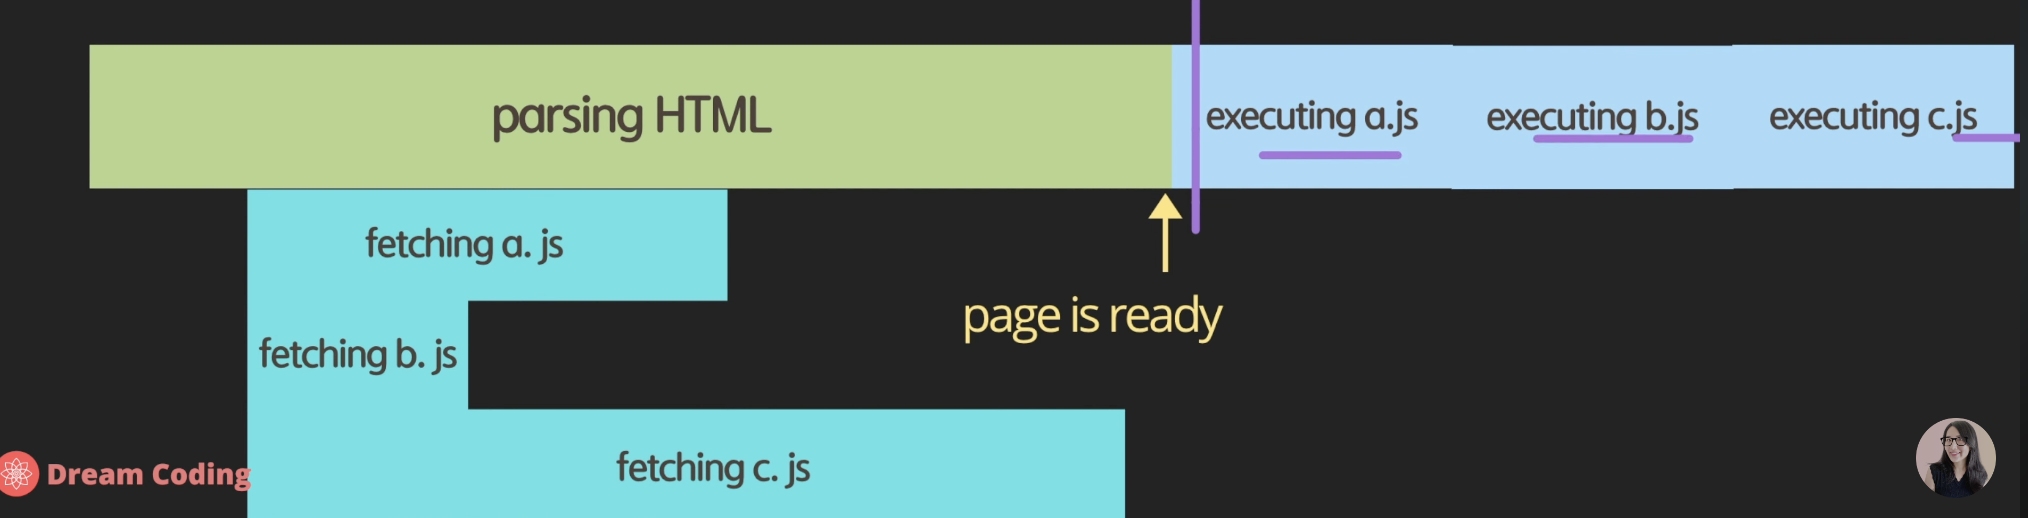 parsing HTML
executing a.js
executing b.js
executing c.js
fetching a. js
page is ready
fetching b. js
fetching c. js
Dream Coding